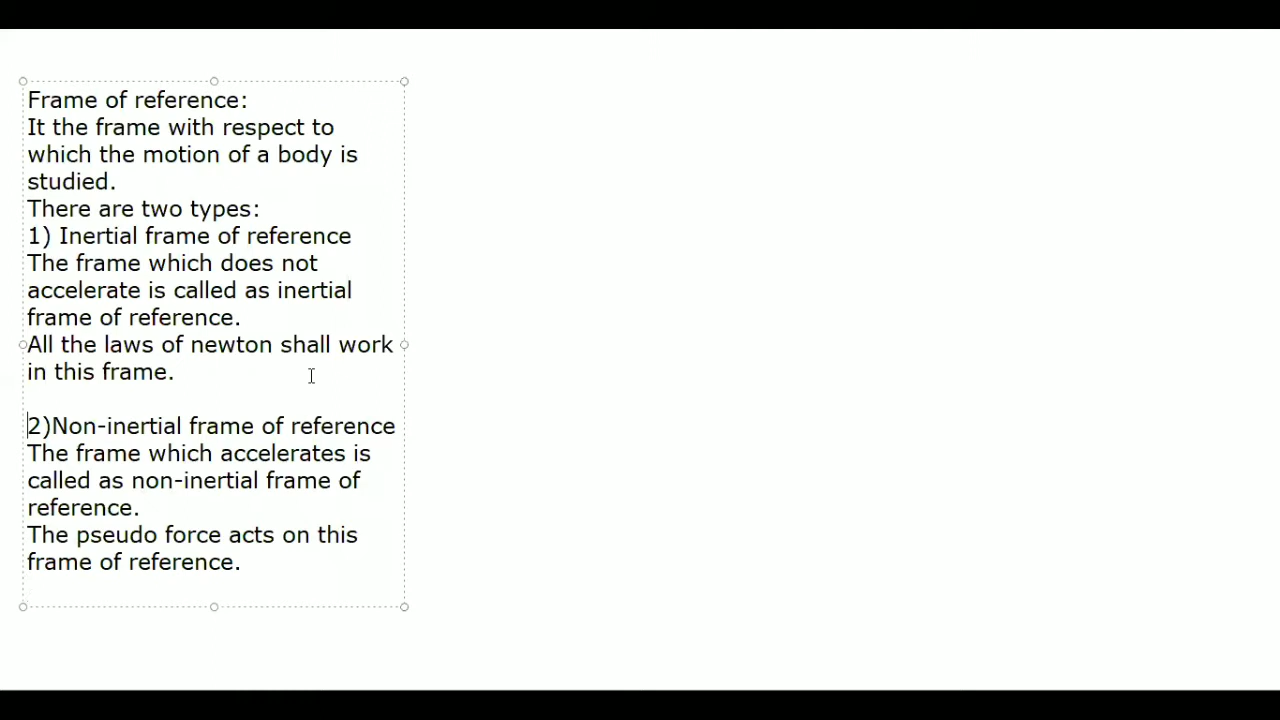 Frame of reference:
It the frame with respect to
which the motion of a body is
studied.
There are two types:
1) Inertial frame of reference
The frame which does not
accelerate is called as inertial
frame of reference.
All the laws of newton shall work
in this frame.
2)Non-inertial frame of reference
The frame which accelerates is
called as non-inertial frame of
reference.
The pseudo force acts on this
frame of reference.